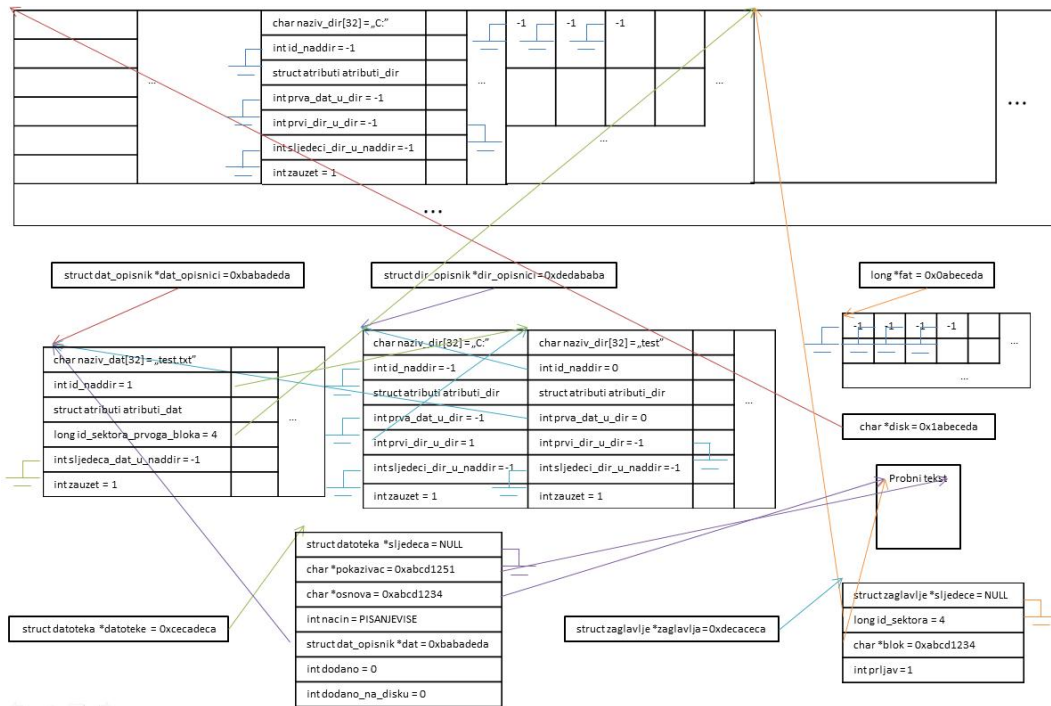 char naziv_dir[32] = „C:”
-1 -1 -1
int id_naddir = -1
struct atributi atributi_dir
... ...
...
int prva_dat_u_dir = -1
int prvi_dir_u_dir = -1
...
...
int sljedeci_dir_u_naddir = -1
int zauzet = 1
...
struct dat_opisnik *dat_opisnici = 0xbabadeda
struct dir_opisnik *dir_opisnici = 0xdedababa
long *fat = 0x0abeceda
char naziv_dat[32] = „test.txt”
int id_naddir = 1
struct atributi atributi_dat
...
long id_sektora_prvoga_bloka = 4
int sljedeca_dat_u_naddir = -1
int zauzet = 1
char naziv_dir[32] = „C:” char naziv_dir[32] = „test”
int id_naddir = -1 int id_naddir = 0
struct atributi atributi_dir struct atributi atributi_dir
...
int prva_dat_u_dir = -1 int prva_dat_u_dir = 0
int prvi_dir_u_dir 1 int prvi_dir_u_dir = -1
int sljedeci_dir_u_naddir = -1 int sljedeci_dir_u_naddir = -1
int zauzet = 1 int zauzet = 1
-1 -1 -1 -1
...
...
char *disk = 0x1abeceda
Probni tekst
struct datoteka *datoteke = 0xcecadeca
struct datoteka *sljedeca = NULL
char *pokazivac = 0xabcd1251
char *osnova = 0xabcd1234
int nacin = PISANJEVISE
struct dat_opisnik *dat = 0xbabadeda
int dodano = 0
int dodano_na_disku = 0
struct zaglavlje *zaglavlja = 0xdecaceca
struct zaglavlje *sljedece = NULL
long id_sektora = 4
char *blok = 0xabcd1234
int prljav = 1